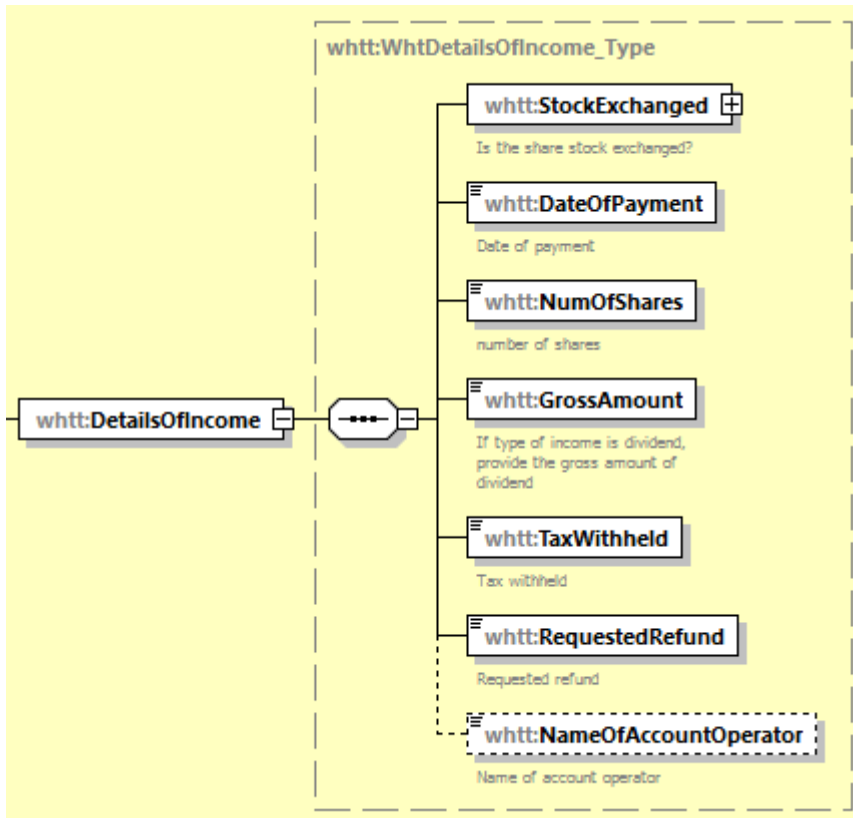 whtt:WhtDetailsOfIncome_Type
whtt:StockExchanged
Is the share stock exchanged?
whtt:DateOfPayment
Date of payment
whtt:NumOfShares
number of shares
whtt:DetailsOfIncome
whtt:GrossAmount
If type of income is dividend,
provide the gross amount of
dividend
whtt:TaxWithheld
Tax withheld
whtt:RequestedRefund
Requested refund
whtt:NameOfAccountOperator
Name of account operator